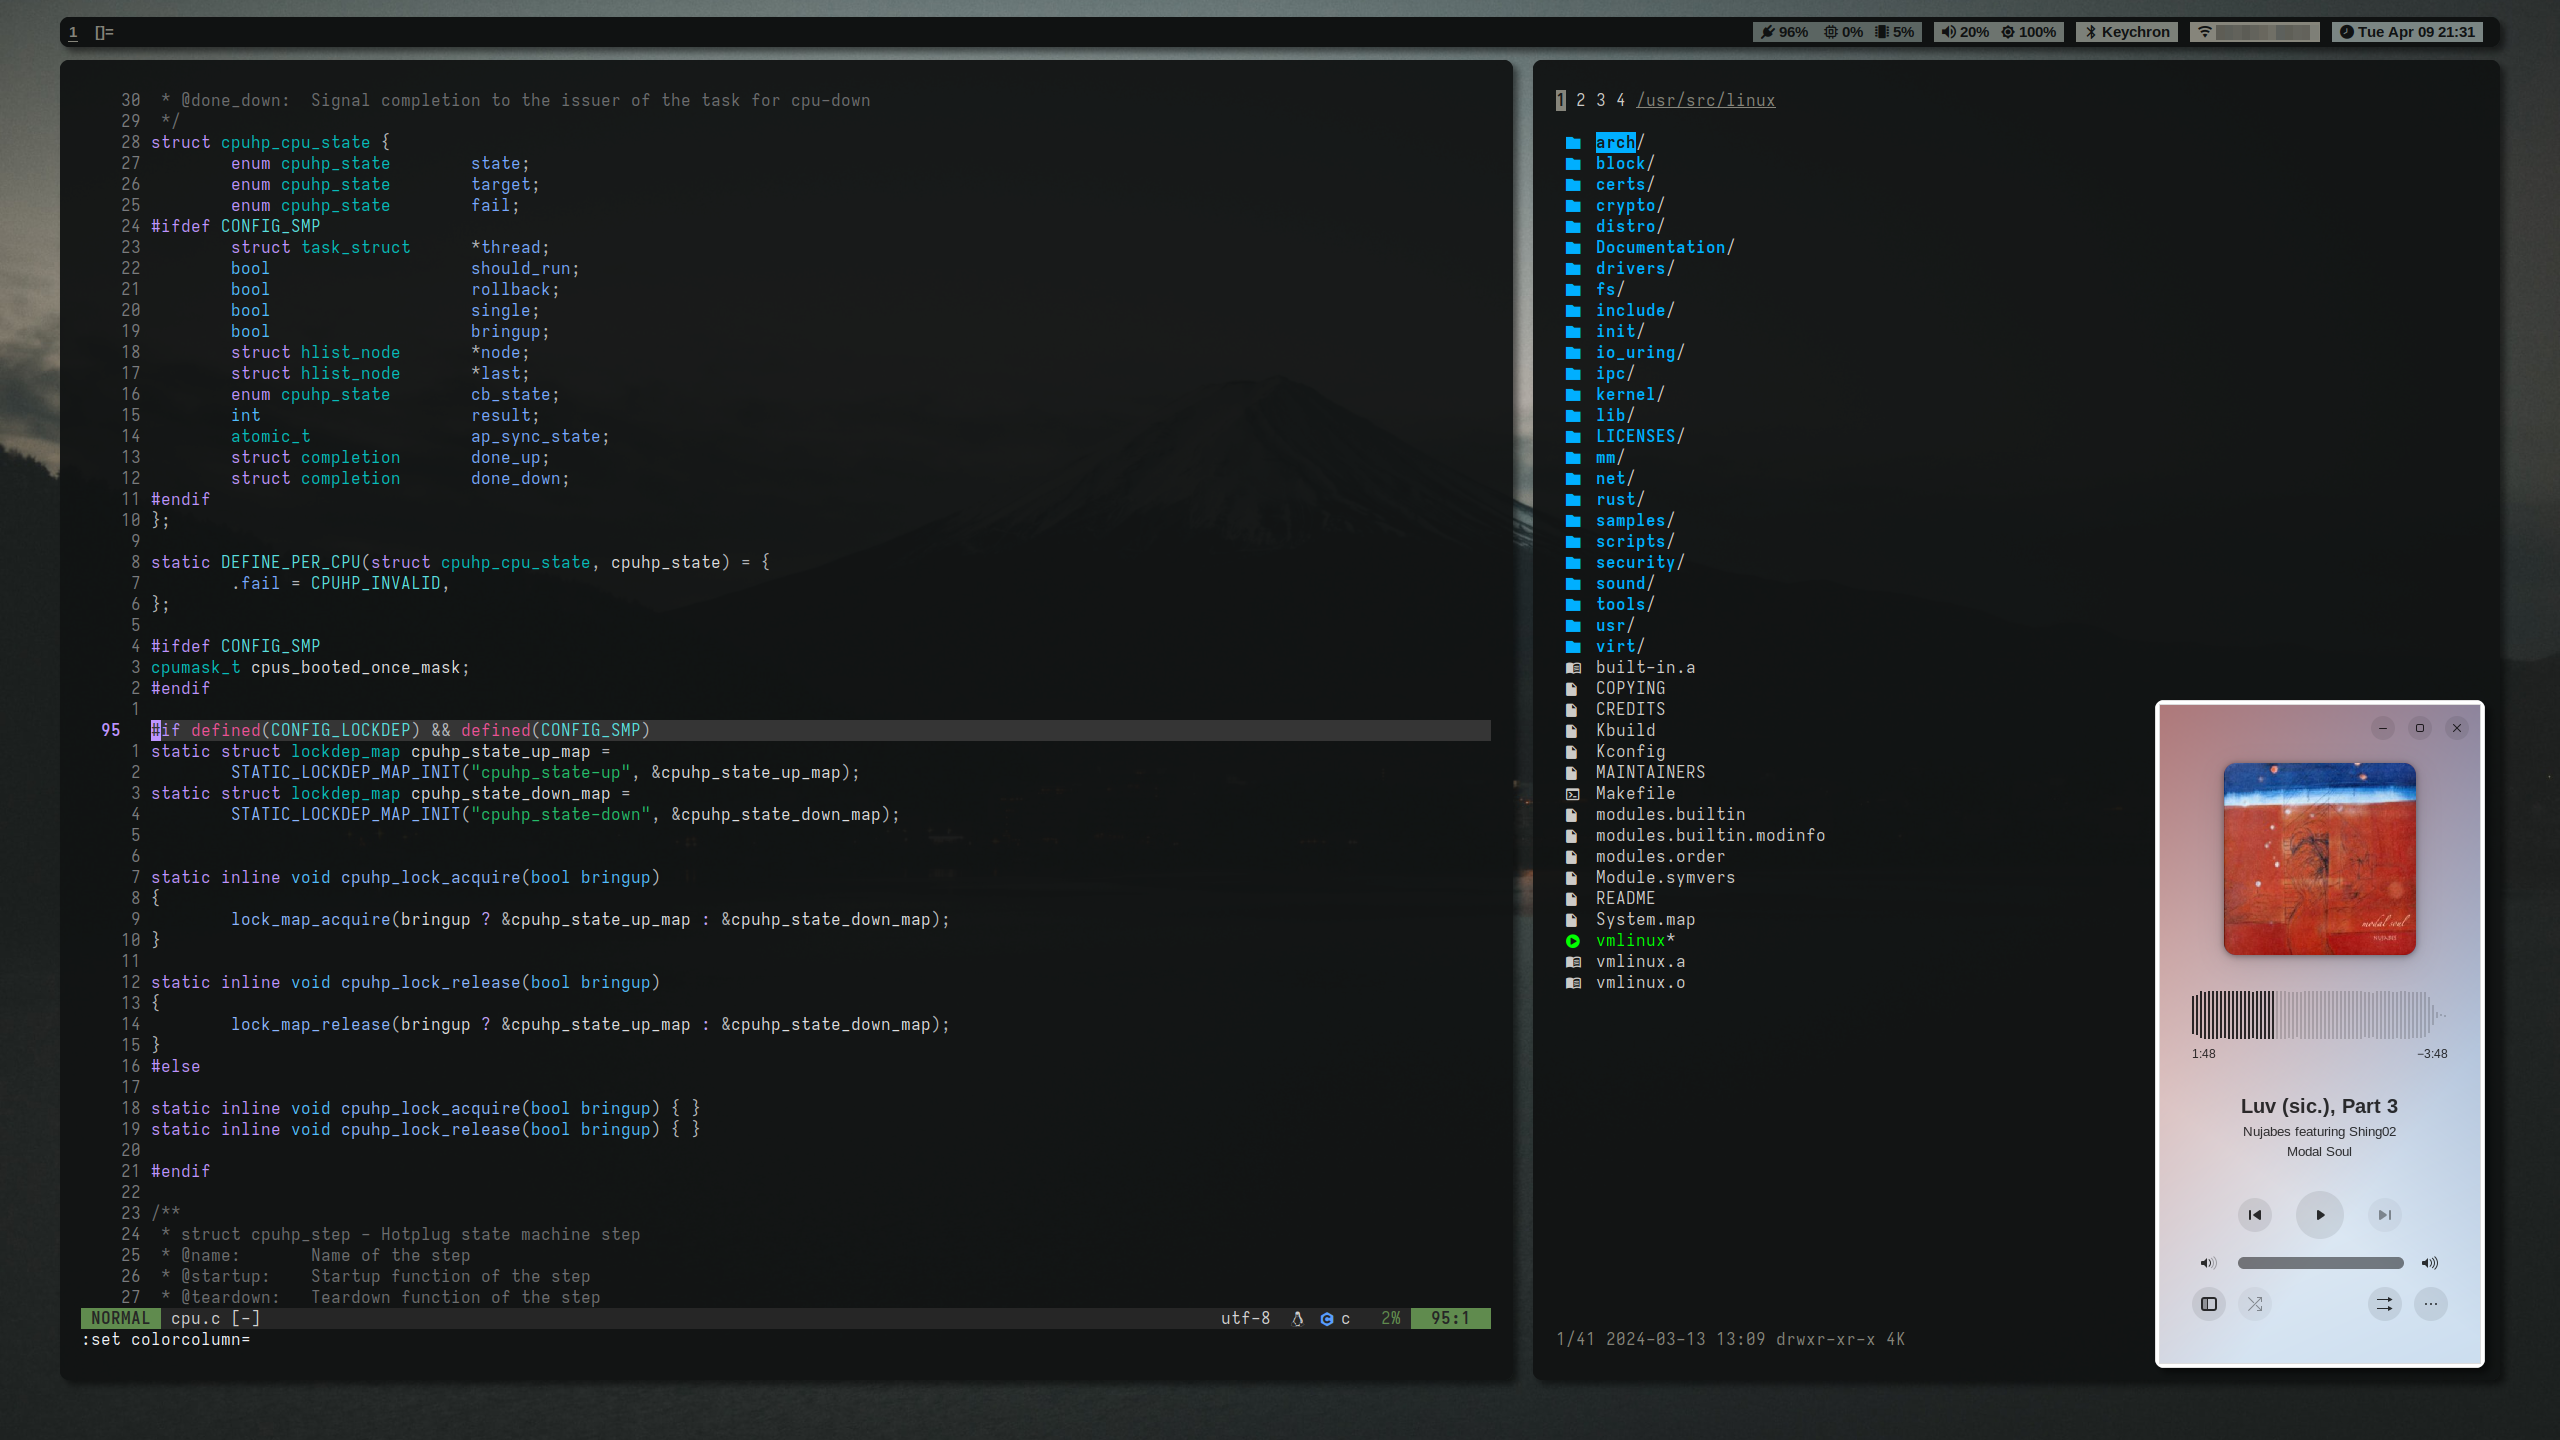 1 []=
96% 0% 5% 20% 100% Keychron Tue Apr 09 21:31
30 * @done_down: Signal completion to the issuer of the task for cpu-down
29 */
28 struct cpuhp_cpu_state {
27 enum cpuhp_state state;
26 enum cpuhp_state target;
25 enum cpuhp_state fail;
24 #ifdef CONFIG_SMP
23 struct task_struct *thread;
22 bool should_run;
21 bool rollback;
20 bool single;
19 bool bringup;
18 struct hlist_node *node;
17 struct hlist_node *last;
16 enum cpuhp_state cb_state;
15 int result;
14 atomic_t ap_sync_state;
13 struct completion done_up;
12 struct completion done_down;
11 #endif
10 };
9
8 static DEFINE_PER_CPU(struct cpuhp_cpu_state, cpuhp_state) = {
7 .fail = CPUHP_INVALID,
6 };
5
4 #ifdef CONFIG_SMP
3 cpumask_t cpus_booted_once_mask;
2 #endif
1
95 #if defined(CONFIG_LOCKDEP) && defined(CONFIG_SMP)
1 static struct lockdep_map cpuhp_state_up_map =
2 STATIC_LOCKDEP_MAP_INIT("cpuhp_state-up", &cpuhp_state_up_map);
3 static struct lockdep_map cpuhp_state_down_map =
4 STATIC_LOCKDEP_MAP_INIT("cpuhp_state-down", &cpuhp_state_down_map);
5
6
7 static inline void cpuhp_lock_acquire(bool bringup)
8 {
9 lock_map_acquire(bringup ? &cpuhp_state_up_map : &cpuhp_state_down_map);
10 }
11
12 static inline void cpuhp_lock_release(bool bringup)
13 {
14 lock_map_release(bringup ? &cpuhp_state_up_map : &cpuhp_state_down_map);
15 }
16 #else
17
18 static inline void cpuhp_lock_acquire(bool bringup) { }
19 static inline void cpuhp_lock_release(bool bringup) { }
20
21 #endif
22
23 /**
24 * struct cpuhp_step - Hotplug state machine step
25 * @name: Name of the step
26 * @startup: Startup function of the step
27 * @teardown: Teardown function of the step
NORMAL cpu.c [-] utf-8 c 2% 95:1
:set colorcolumn=
1 2 3 4 /usr/src/linux
arch/
block/
certs/
crypto/
distro/
Documentation/
drivers/
fs/
include/
init/
io_uring/
ipc/
kernel/
lib/
LICENSES/
mm/
net/
rust/
samples/
scripts/
security/
sound/
tools/
usr/
virt/
built-in.a
COPYING
CREDITS
Kbuild
Kconfig
MAINTAINERS
Makefile
modules.builtin
modules.builtin.modinfo
modules.order
Module.symvers
README
System.map
vmlinux*
vmlinux.a
vmlinux.o
1/41 2024-03-13 13:09 drwxr-xr-x 4K
modal soul
1:48 −3:48
Luv (sic.), Part 3
Nujabes featuring Shing02
Modal Soul